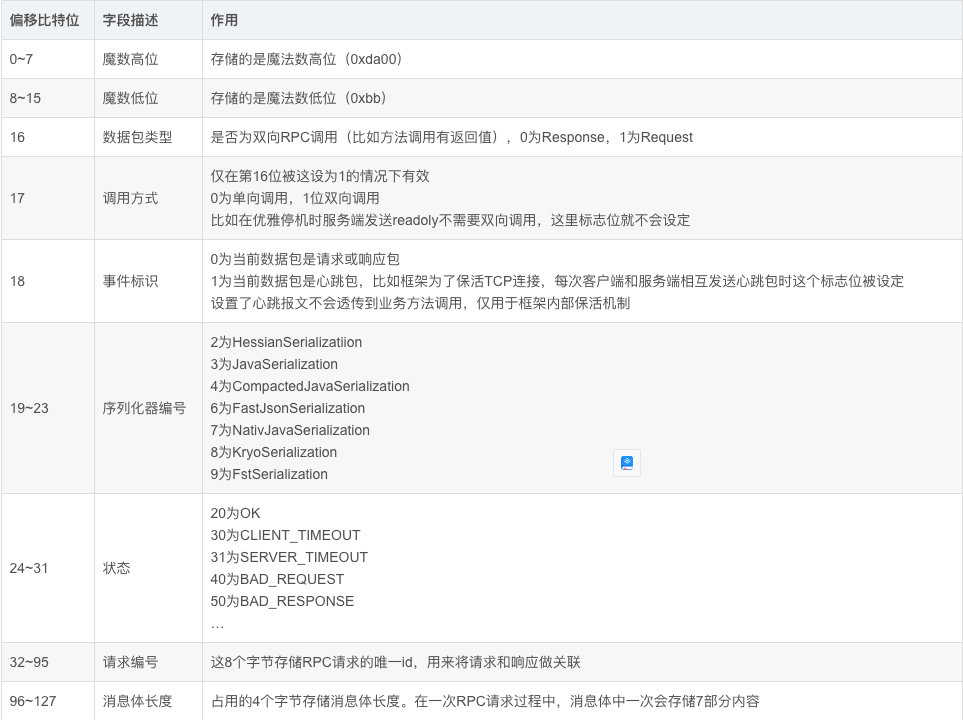 偏移比特位 字段描述 作用
0~7 魔数高位 存储的是魔法数高位（0xda00）
8~15 魔数低位 存储的是魔法数低位（0xbb）
16 数据包类型 是否为双向RPC调用（比如方法调用有返回值），0为Response，1为Request
仅在第16位被这设为1的情况下有效
17 调用方式 0为单向调用，1位双向调用
比如在优雅停机时服务端发送readoly不需要双向调用，这里标志位就不会设定
0为当前数据包是请求或响应包
18 事件标识 1为当前数据包是心跳包，比如框架为了保活TCP连接，每次客户端和服务端相互发送心跳包时这个标志位被设定
设置了心跳报文不会透传到业务方法调用，仅用于框架内部保活机制
2为HessianSerializatiion
3为JavaSerialization
4为CompactedJavaSerialization
19~23 序列化器编号 6为FastJsonSerialization
7为NativJavaSerialization
8为KryoSerialization
9为FstSerialization
20为OK
30为CLIENT_TIMEOUT
31为SERVER_TIMEOUT
24~31 状态
40为BAD_REQUEST
50为BAD_RESPONSE
…
32~95 请求编号 这8个字节存储RPC请求的唯一id，用来将请求和响应做关联
96~127 消息体长度 占用的4个字节存储消息体长度。在一次RPC请求过程中，消息体中一次会存储7部分内容